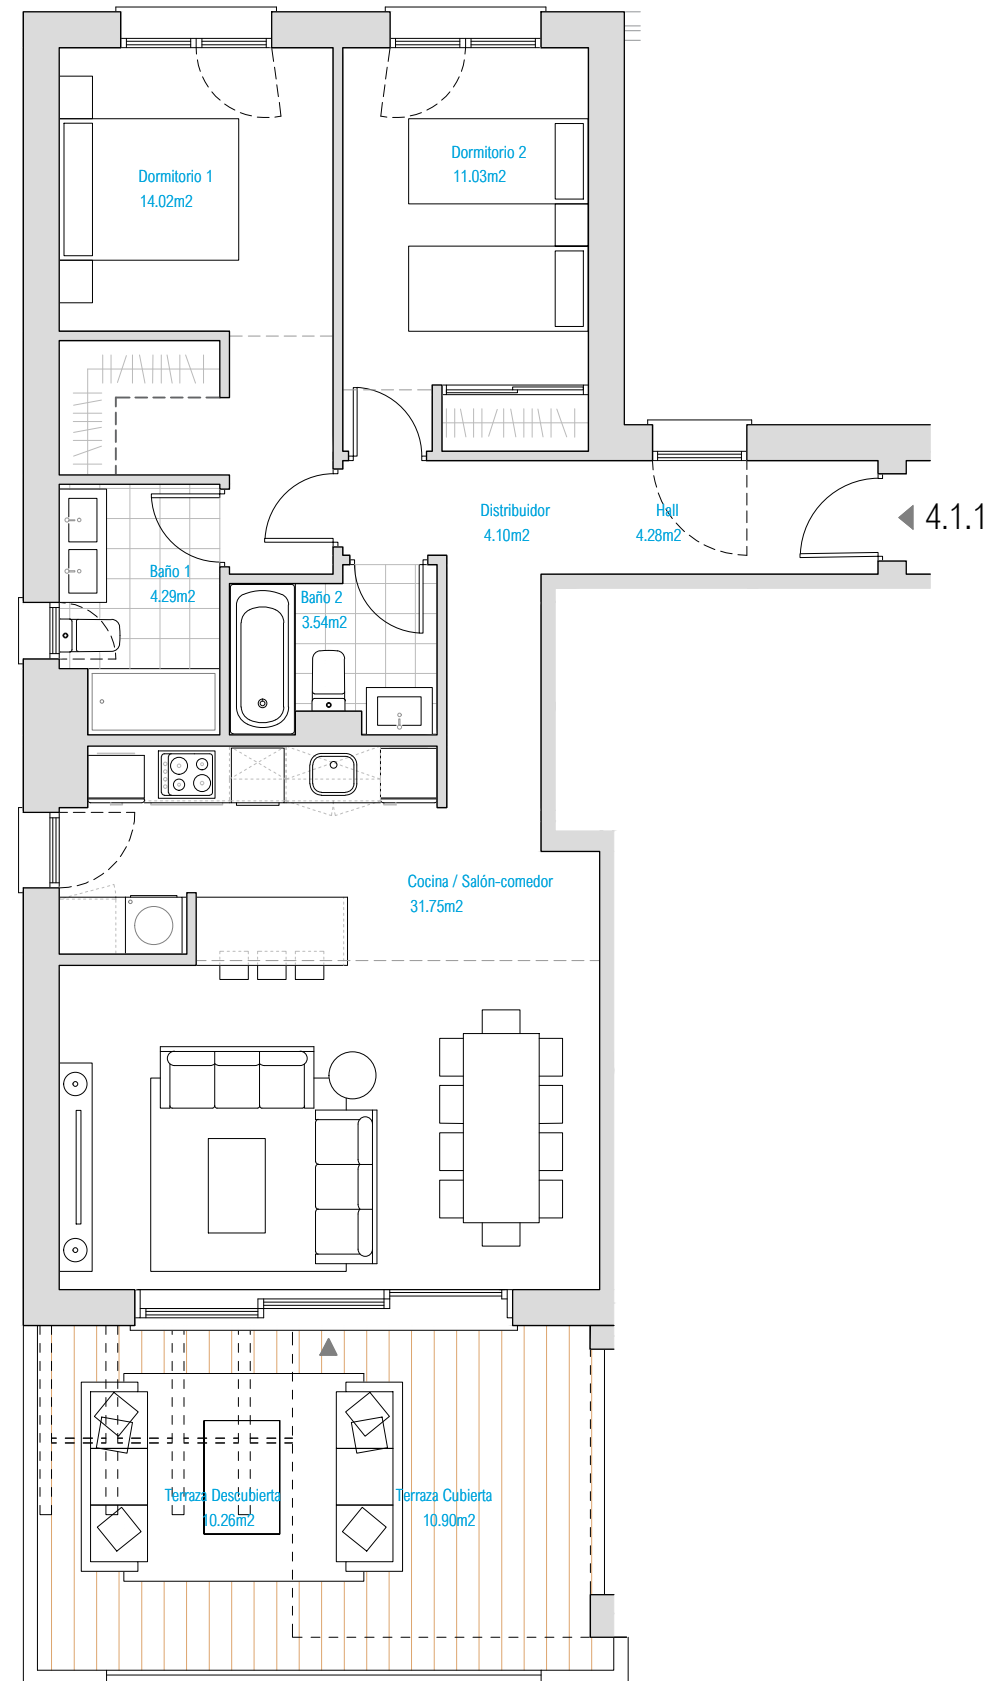 Dormitorio 1
14.02m2
Dormitorio 2
11.03m2
Distribuidor
4.10m2
Hall
4.28m2
4.1.1
Baño 1
4.29m2
Baño 2
3.54m2
Cocina / Salón-comedor
31.75m2
Terraza Descubierta
10.26m2
Terraza Cubierta
10.90m2